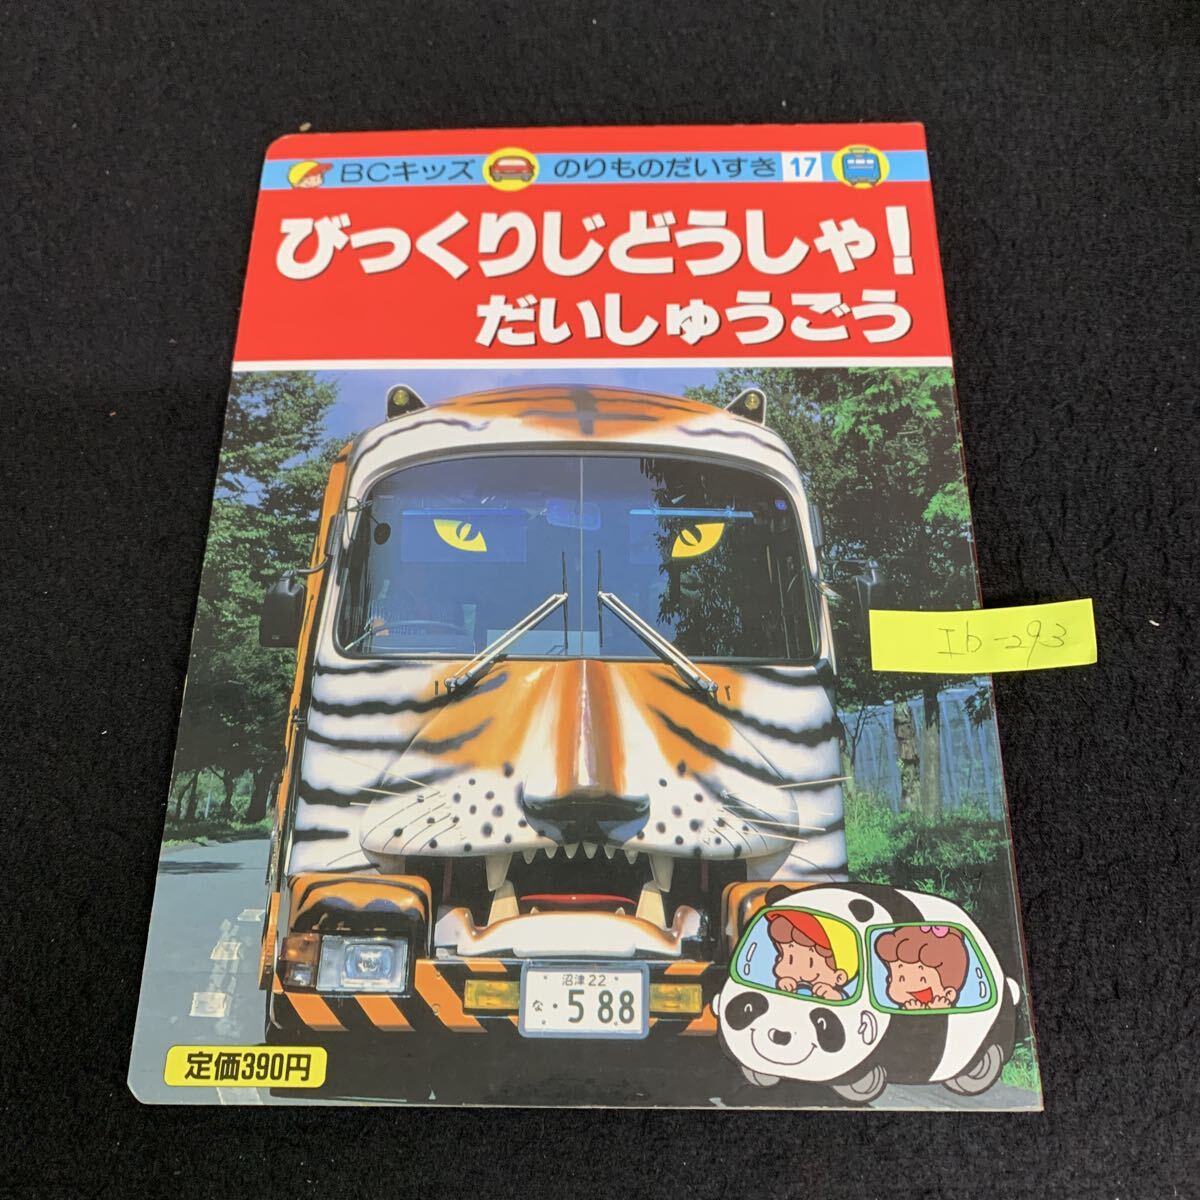 BCキッズ のりものだいすき 17
びっくりじどうしゃ!
だいしゅうごう
Ib-293
沼津22
な・588
定価390円